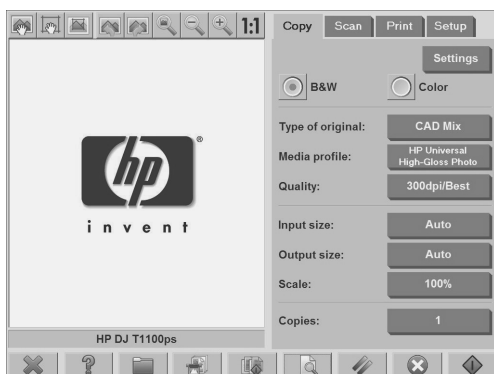 1:1
Copy Scan Print Setup
Settings
B&W Color
Type of original: CAD Mix
Media profile: HP Universal
High-Gloss Photo
Quality: 300dpi/Best
Input size: Auto
Output size: Auto
Scale: 100%
Copies: 1
hp®
invent
HP DJ T1100ps